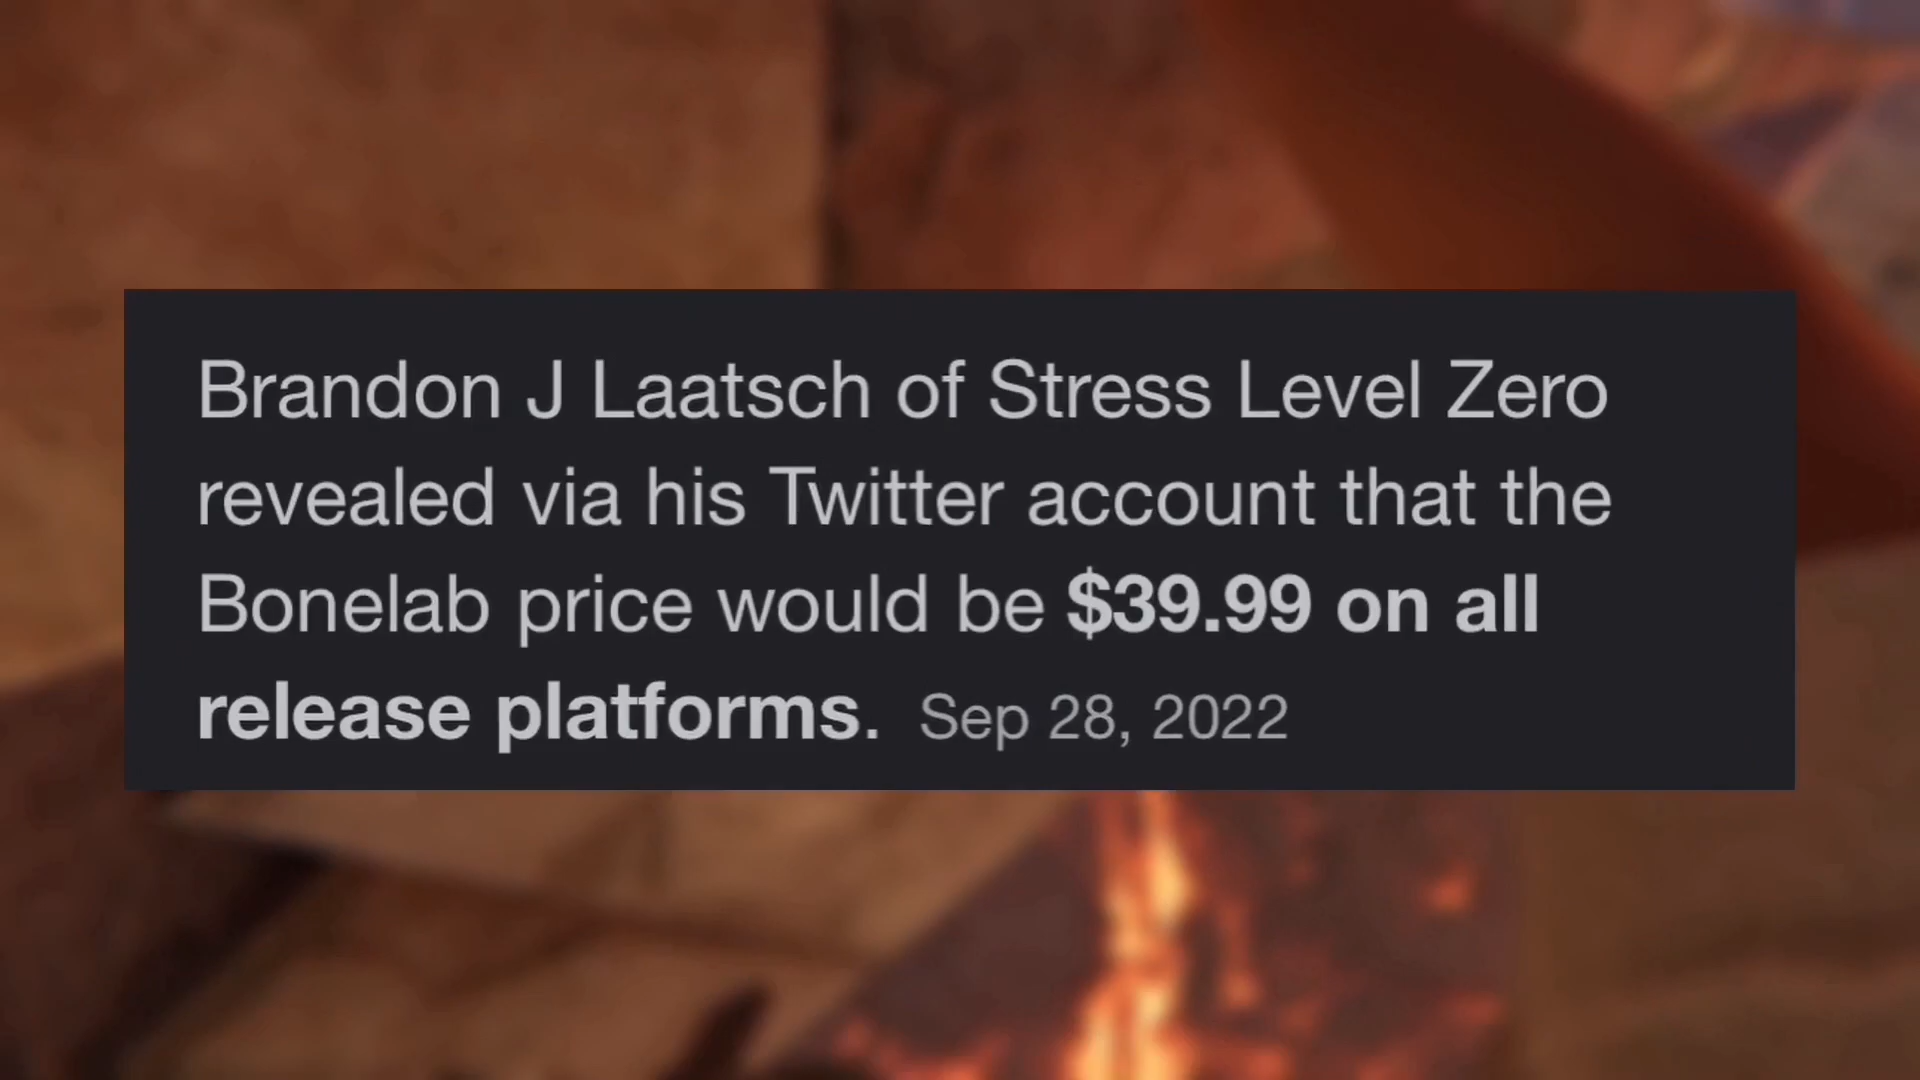 Brandon J Laatsch of Stress Level Zero
revealed via his Twitter account that the
Bonelab price would be $39.99 on all
release platforms. Sep 28, 2022